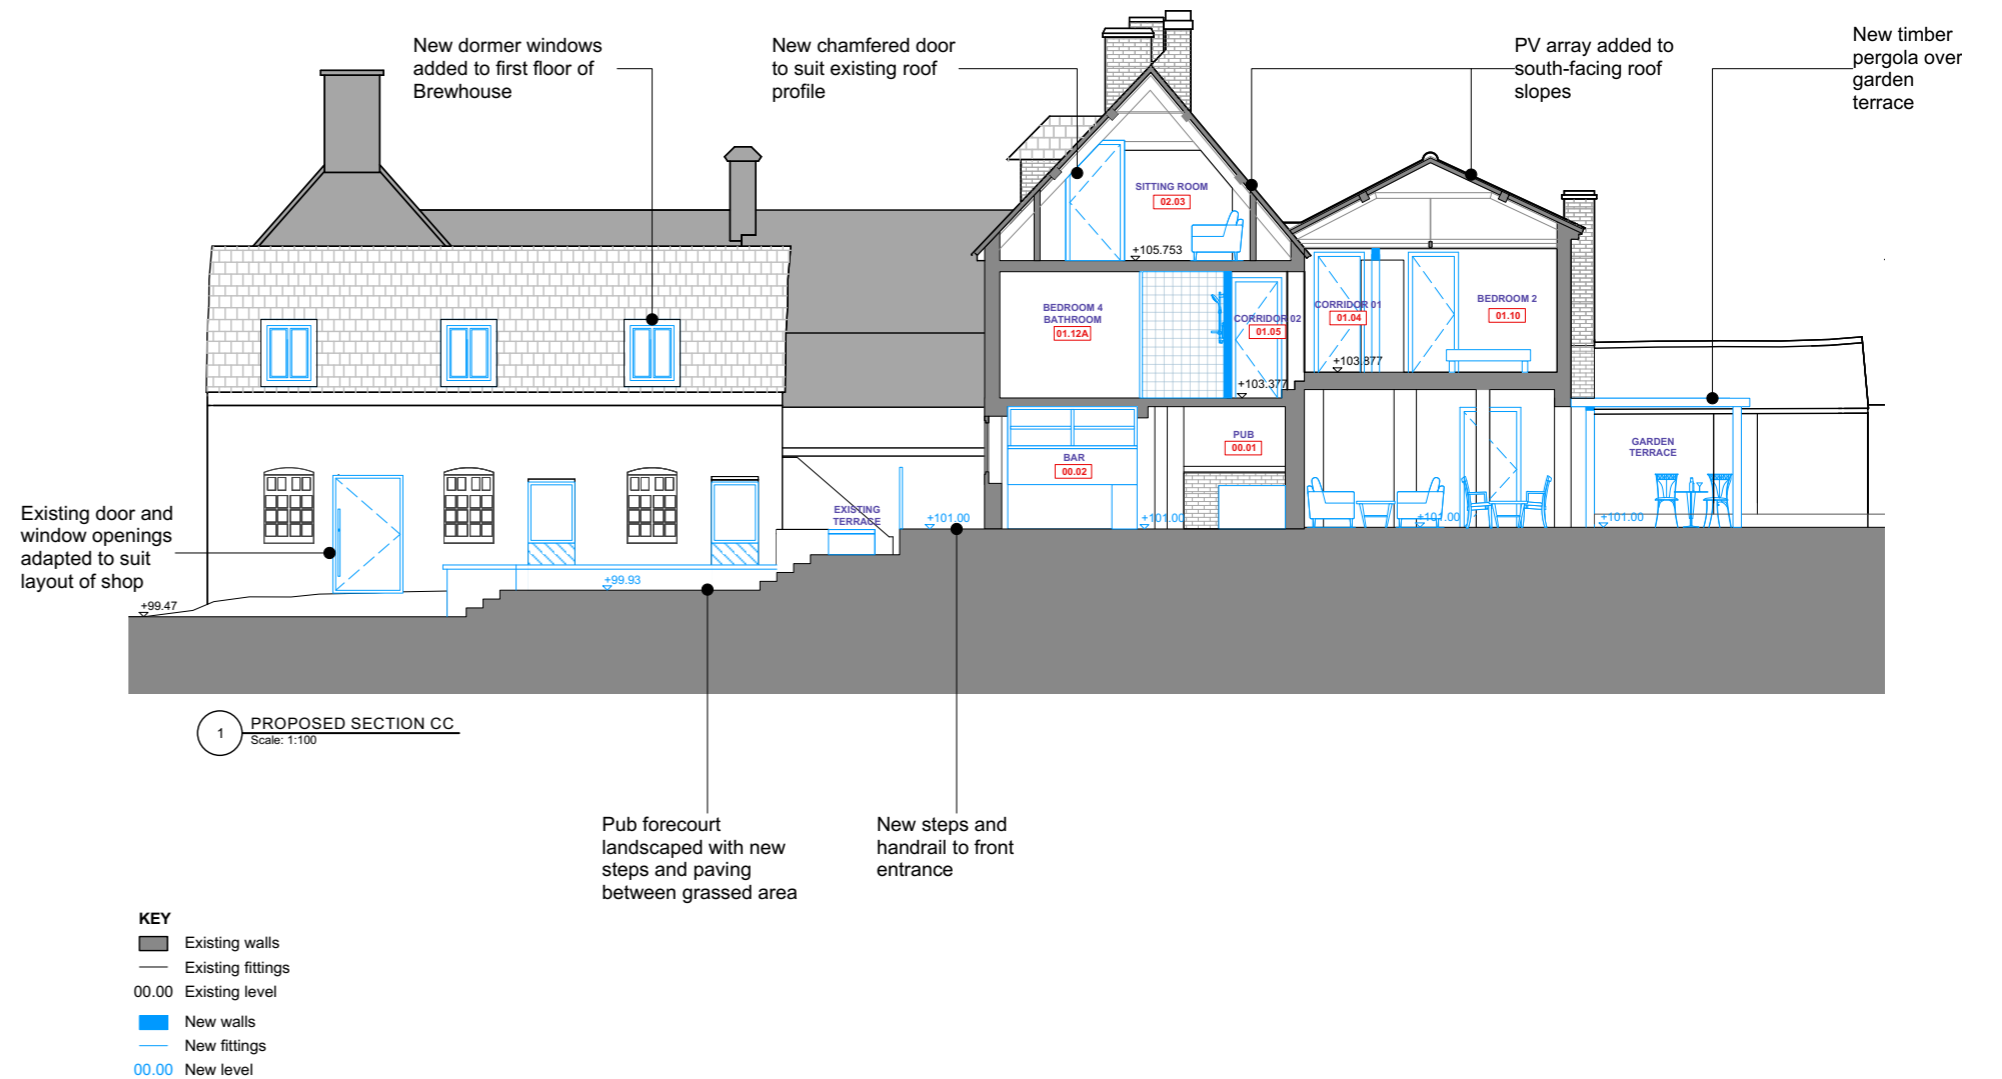 New dormer windows
added to first floor of
Brewhouse
New chamfered door
to suit existing roof
profile
PV array added to
south-facing roof
slopes
New timber
pergola over
garden
terrace
SITTING ROOM
02.03
+105.753
BEDROOM 4
BATHROOM
01.12A
CORRIDOR 02
01.05
+103.377
CORRIDOR 01
01.04
+103.877
BEDROOM 2
01.10
BAR
00.02
PUB
00.01
GARDEN
TERRACE
EXISTING
TERRACE
+101.00
+101.00
+101.00
+101.00
Existing door and
window openings
adapted to suit
layout of shop
+99.93
+99.47
1
PROPOSED SECTION CC
Scale: 1:100
Pub forecourt
landscaped with new
steps and paving
between grassed area
New steps and
handrail to front
entrance
KEY
Existing walls
Existing fittings
00.00 Existing level
New walls
New fittings
00.00 New level